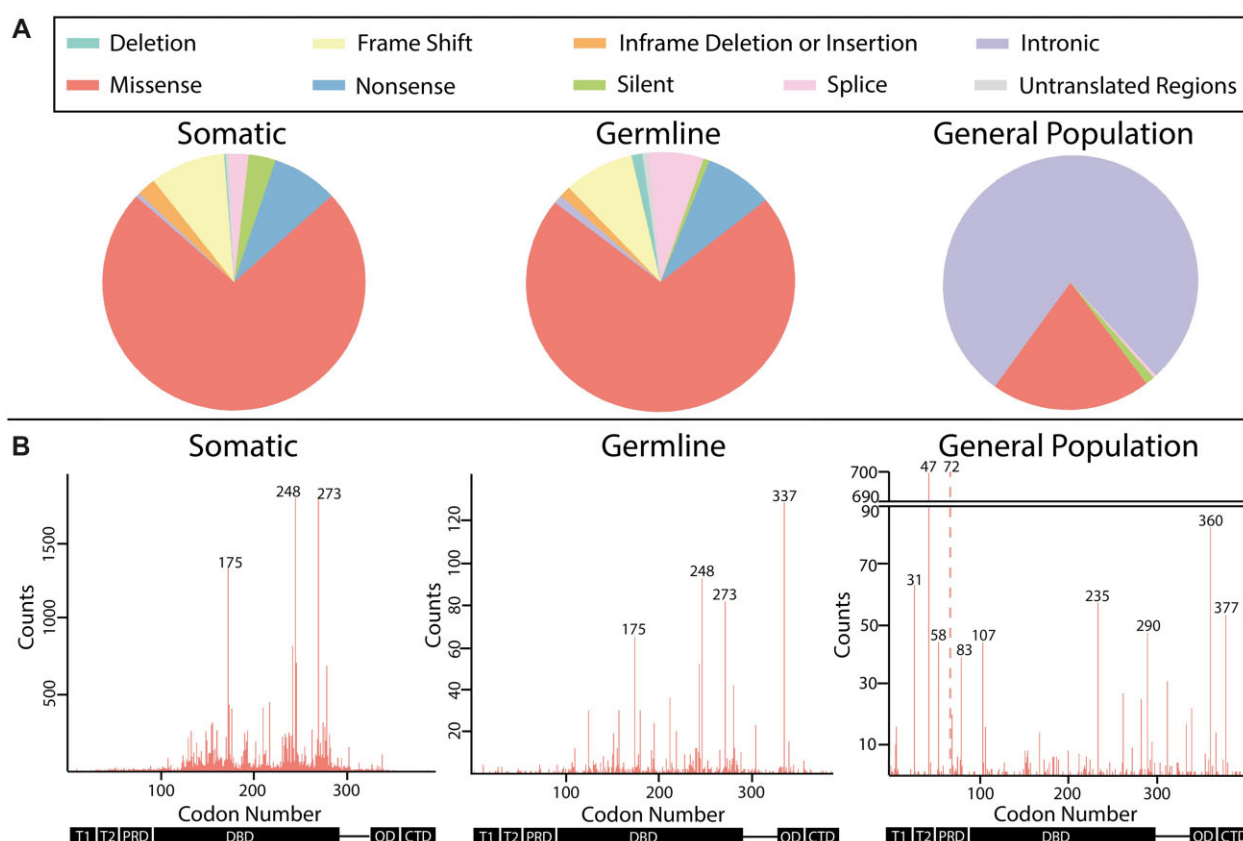 A
Deletion
Frame Shift
Inframe Deletion or Insertion
Intronic
Missense
Nonsense
Silent
Splice
Untranslated Regions
Somatic
Germline
General Population
B
Somatic
Germline
General Population
Counts
500
1000
1500
175
248
273
100
200
300
Codon Number
T1 T2 PRD DBD OD CTD
Counts
20
40
60
80
100
120
175
248
273
337
100
200
300
Codon Number
T1 T2 PRD DBD OD CTD
Counts
10
30
50
70
90
690
700
47
72
31
58
83
107
235
290
360
377
0
100
200
300
Codon Number
T1 T2 PRD DBD OD CTD